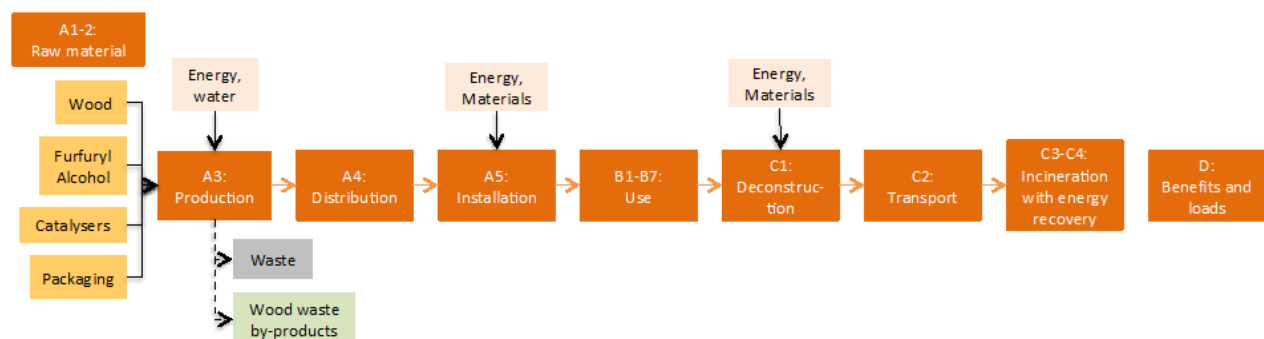 A1-2:
Raw material
Wood
Furfuryl
Alcohol
Catalysers
Packaging
Energy,
water
A3:
Production
Waste
Wood waste
by-products
A4:
Distribution
Energy,
Materials
A5:
Installation
B1-B7:
Use
Energy,
Materials
C1:
Deconstruc-
tion
C2:
Transport
C3-C4:
Incineration
with energy
recovery
D:
Benefits and
loads